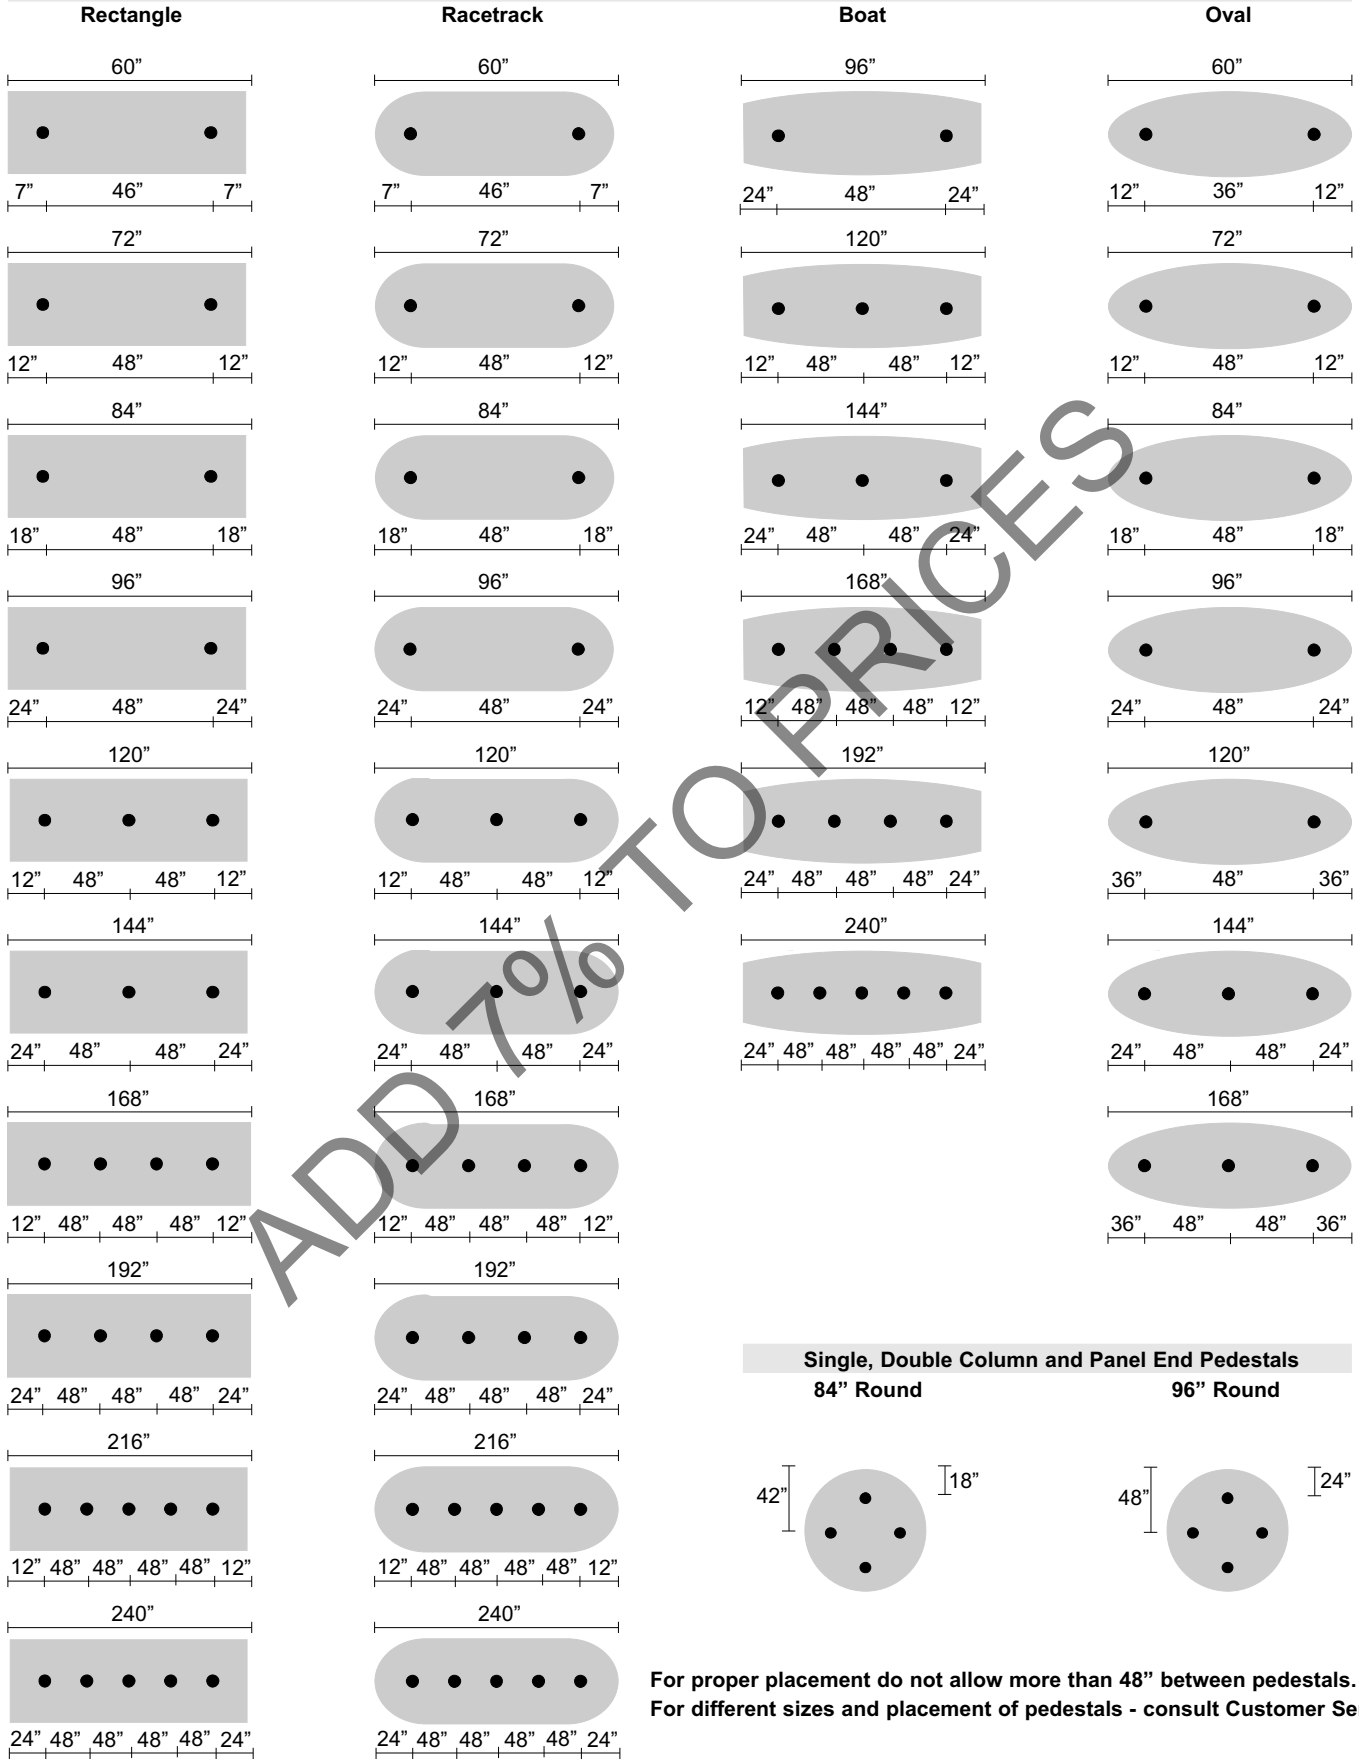 Rectangle Racetrack Boat Oval
60” 60” 96” 60”
7” 46” 7” 7” 46” 7” 24” 48” 24” 12” 36” 12”
72” 72” 120” 72”
12” 48” 12” 12” 48” 12” 12” 48” 48” 12” 12” 48” 12”
84” 84” 144” 84”
18” 48” 18” 18” 48” 18” 24” 48” 48” 24” 18” 48” 18”
96” 96” 168” 96”
24” 48” 24” 24” 48” 24” 12” 48” 48” 48” 12” 24” 48” 24”
120” 120” 192” 120”
12” 48” 48” 12” 12” 48” 48” 12” 24” 48” 48” 48” 24” 36” 48” 36”
144” 144” 240” 144”
24” 48” 48” 24” 24” 48” 48” 24” 24” 48” 48” 48” 48” 24” 24” 48” 48” 24”
168” 168” 168”
12” 48” 48” 48” 12” 12” 48” 48” 48” 12” 36” 48” 48” 36”
192” 192”
24” 48” 48” 48” 24” 24” 48” 48” 48” 24”
216” 216”
12” 48” 48” 48” 48” 12” 12” 48” 48” 48” 48” 12”
240” 240”
24” 48” 48” 48” 48” 24” 24” 48” 48” 48” 48” 24”
Single, Double Column and Panel End Pedestals
84” Round 96” Round
42” 18” 48” 24”
For proper placement do not allow more than 48” between pedestals.
For different sizes and placement of pedestals - consult Customer Se
ADD 7% TO PRICES